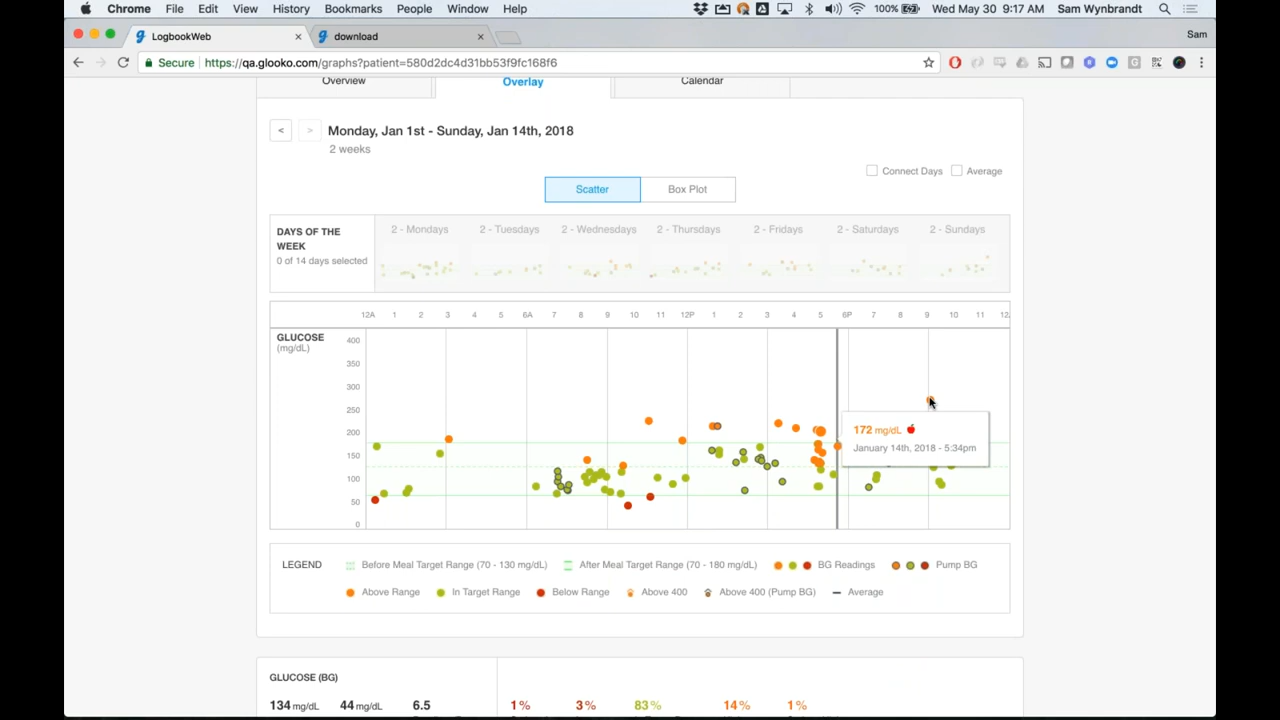 Chrome File Edit View History Bookmarks People Window Help 100% Wed May 30 9:17 AM Sam Wynbrandt
LogbookWeb download Sam
Secure https://qa.glooko.com/graphs?patient=580d2dc4d31bb53f9fc168f6
Overview Overlay Calendar
< > Monday, Jan 1st - Sunday, Jan 14th, 2018
2 weeks
Connect Days Average
Scatter Box Plot
DAYS OF THE WEEK
0 of 14 days selected
2 - Mondays 2 - Tuesdays 2 - Wednesdays 2 - Thursdays 2 - Fridays 2 - Saturdays 2 - Sundays
12A 1 2 3 4 5 6A 7 8 9 10 11 12P 1 2 3 4 5 6P 7 8 9 10 11 12
GLUCOSE
(mg/dL)
400
350
300
250
200
150
100
50
0
172 mg/dL
January 14th, 2018 - 5:34pm
LEGEND Before Meal Target Range (70 - 130 mg/dL) After Meal Target Range (70 - 180 mg/dL) BG Readings Pump BG
Above Range In Target Range Below Range Above 400 Above 400 (Pump BG) Average
GLUCOSE (BG)
134 mg/dL 44 mg/dL 6.5 1% 3% 83% 14% 1%